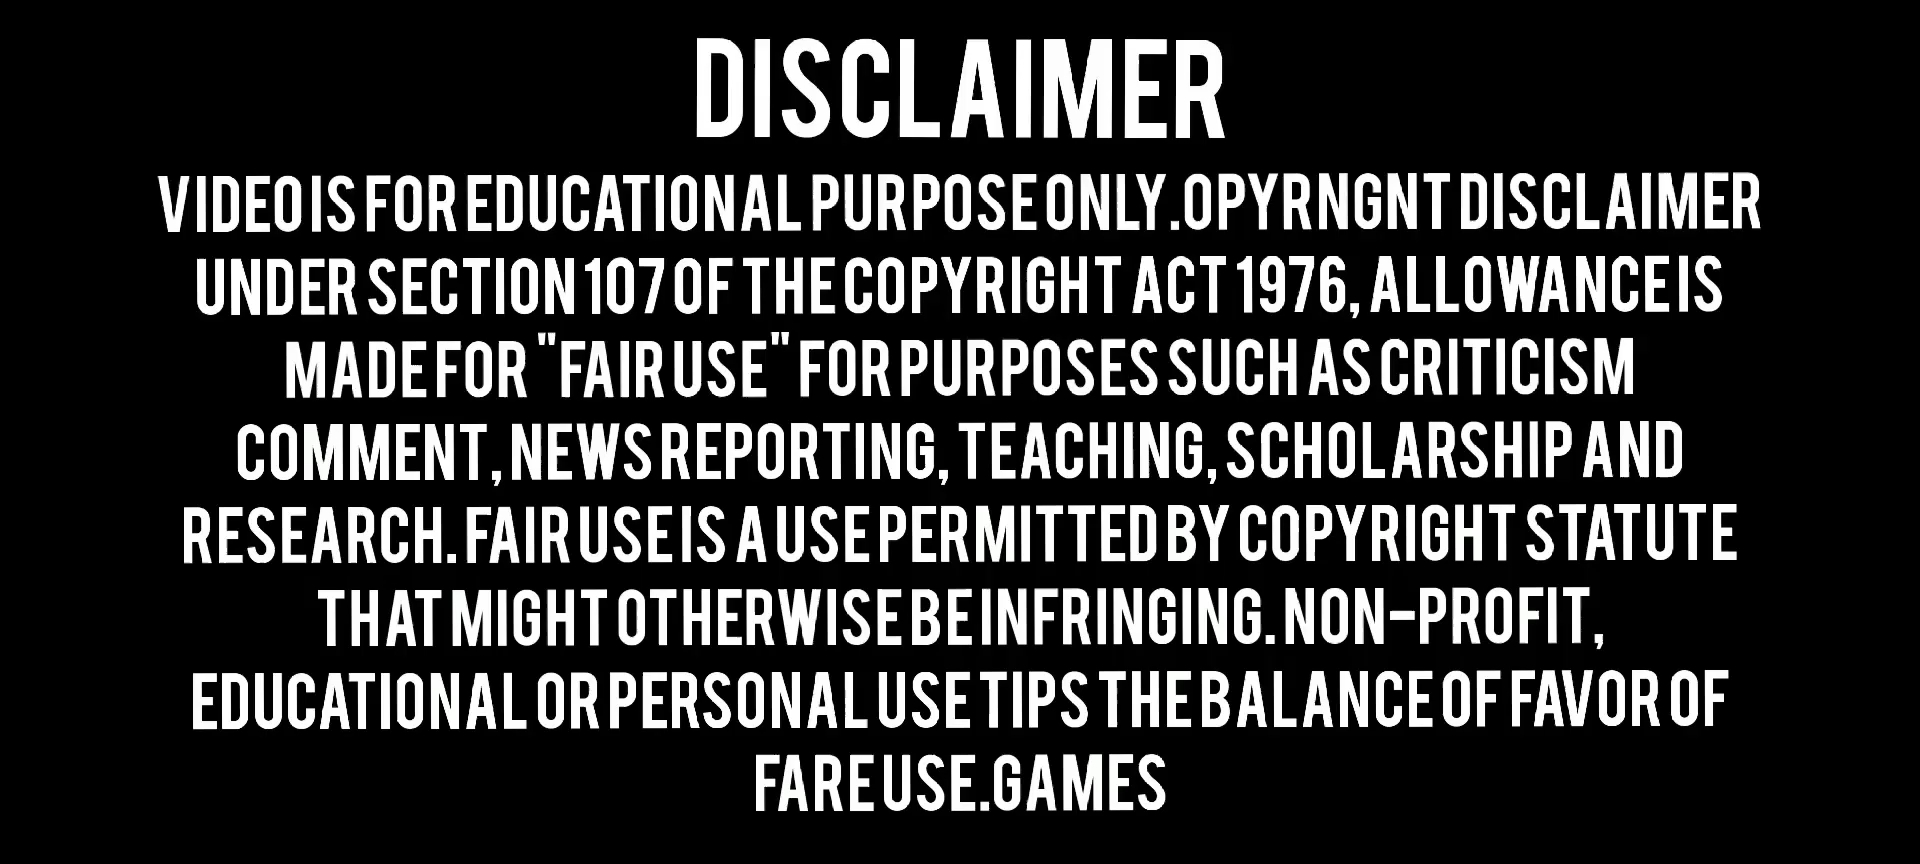 DISCLAIMER
VIDEO IS FOR EDUCATIONAL PURPOSE ONLY.OPYRNGNT DISCLAIMER
UNDER SECTION 107 OF THE COPYRIGHT ACT 1976, ALLOWANCE IS
MADE FOR "FAIR USE" FOR PURPOSES SUCH AS CRITICISM
COMMENT, NEWS REPORTING, TEACHING, SCHOLARSHIP AND
RESEARCH. FAIR USE IS A USE PERMITTED BY COPYRIGHT STATUTE
THAT MIGHT OTHERWISE BE INFRINGING. NON-PROFIT,
EDUCATIONAL OR PERSONAL USE TIPS THE BALANCE OF FAVOR OF
FARE USE.GAMES